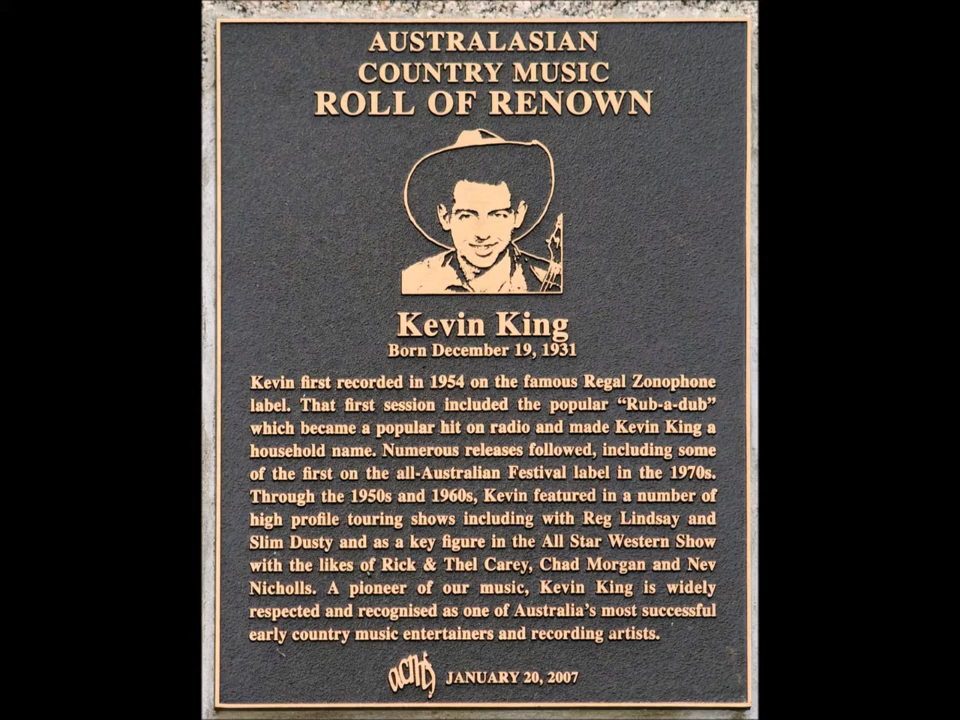 AUSTRALASIAN
COUNTRY MUSIC
ROLL OF RENOWN
Kevin King
Born December 19, 1931
Kevin first recorded in 1954 on the famous Regal Zonophone
label. That first session included the popular “Rub-a-dub”
which became a popular hit on radio and made Kevin King a
household name. Numerous releases followed, including some
of the first on the all-Australian Festival label in the 1970s.
Through the 1950s and 1960s, Kevin featured in a number of
high profile touring shows including with Reg Lindsay and
Slim Dusty and as a key figure in the All Star Western Show
with the likes of Rick & Thel Carey, Chad Morgan and Nev
Nicholls. A pioneer of our music, Kevin King is widely
respected and recognised as one of Australia’s most successful
early country music entertainers and recording artists.
acmf JANUARY 20, 2007